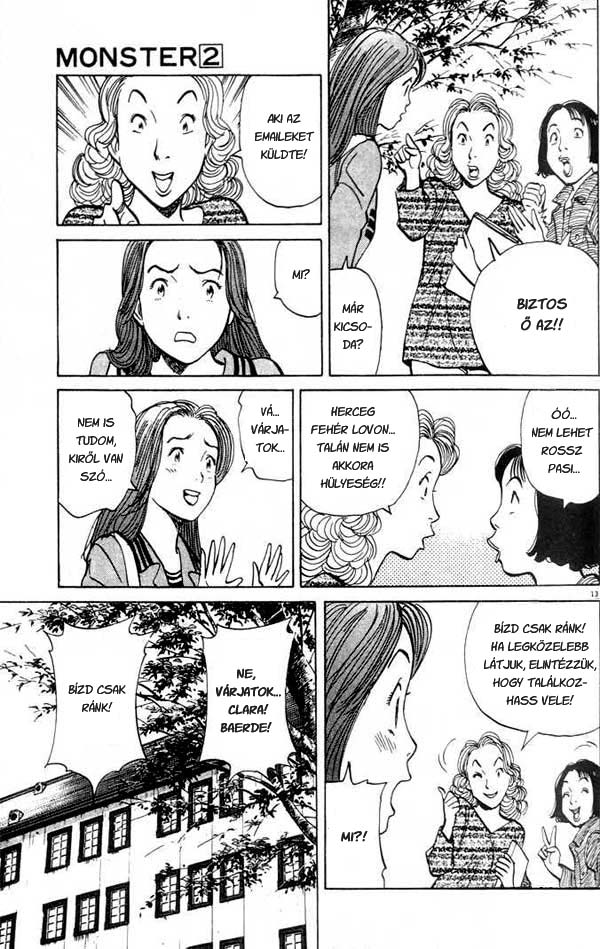 MONSTER 2
BIZTOS
Ő AZ!!
MÁR
KICSO-
DA?
AKI AZ
EMAILEKET
KÜLDTE!
MI?
ÓÓ...
NEM LEHET
ROSSZ
PASI...
HERCEG
FEHÉR LOVON...
TALÁN NEM IS
AKKORA
HÜLYESÉG!!
VÁ...
VÁRJA-
TOK...
NEM IS
TUDOM,
KIRŐL VAN
SZÓ...
13
BÍZD CSAK RÁNK!
HA LEGKÖZELEBB
LÁTJUK, ELINTÉZZÜK,
HOGY TALÁLKOZ-
HASS VELE!
MI?!
NE,
VÁRJATOK...
CLARA!
BAERDE!
BÍZD CSAK
RÁNK!